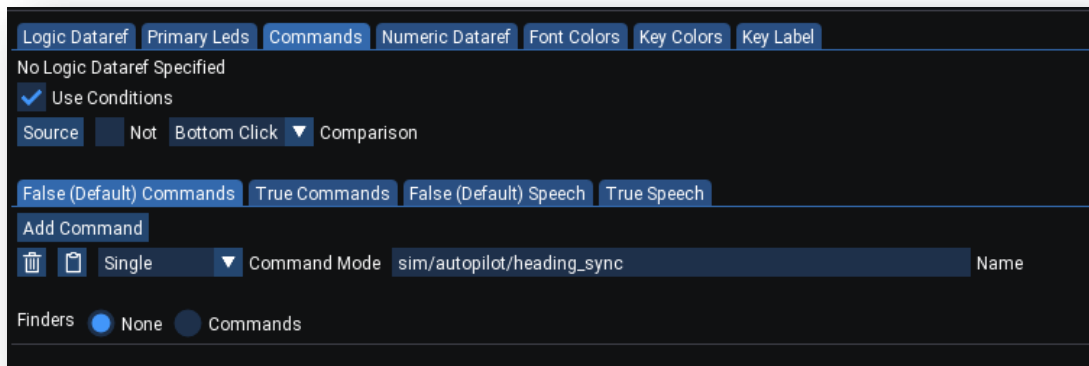 Logic Dataref Primary Leds Commands Numeric Dataref Font Colors Key Colors Key Label
No Logic Dataref Specified
Use Conditions
Source Not Bottom Click Comparison
False (Default) Commands True Commands False (Default) Speech True Speech
Add Command
Single Command Mode sim/autopilot/heading_sync Name
Finders None Commands